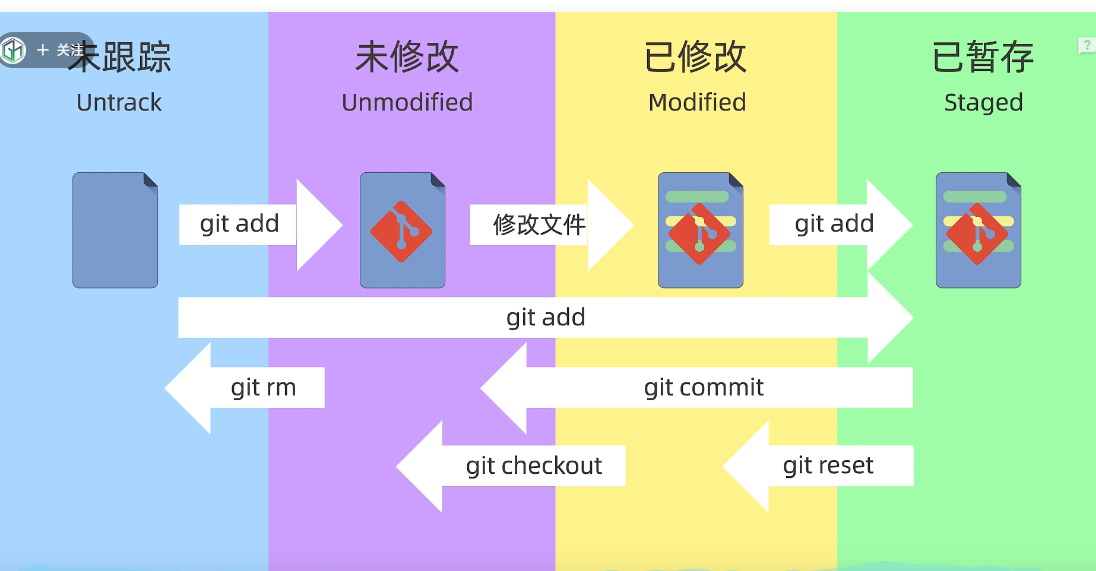 未跟踪
Untrack
未修改
Unmodified
已修改
Modified
已暂存
Staged
+ 关注
?
git add
修改文件
git add
git add
git rm
git commit
git checkout
git reset